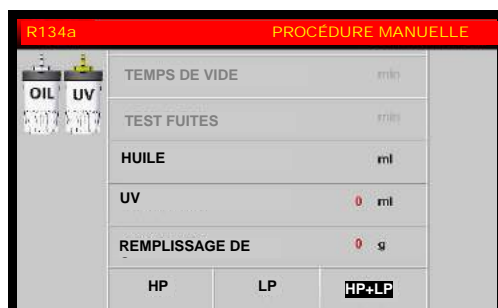 R134a PROCÉDURE MANUELLE
OIL UV
TEMPS DE VIDE min
TEST FUITES min
HUILE ml
UV 0 ml
REMPLISSAGE DE 0 g
HP LP HP+LP